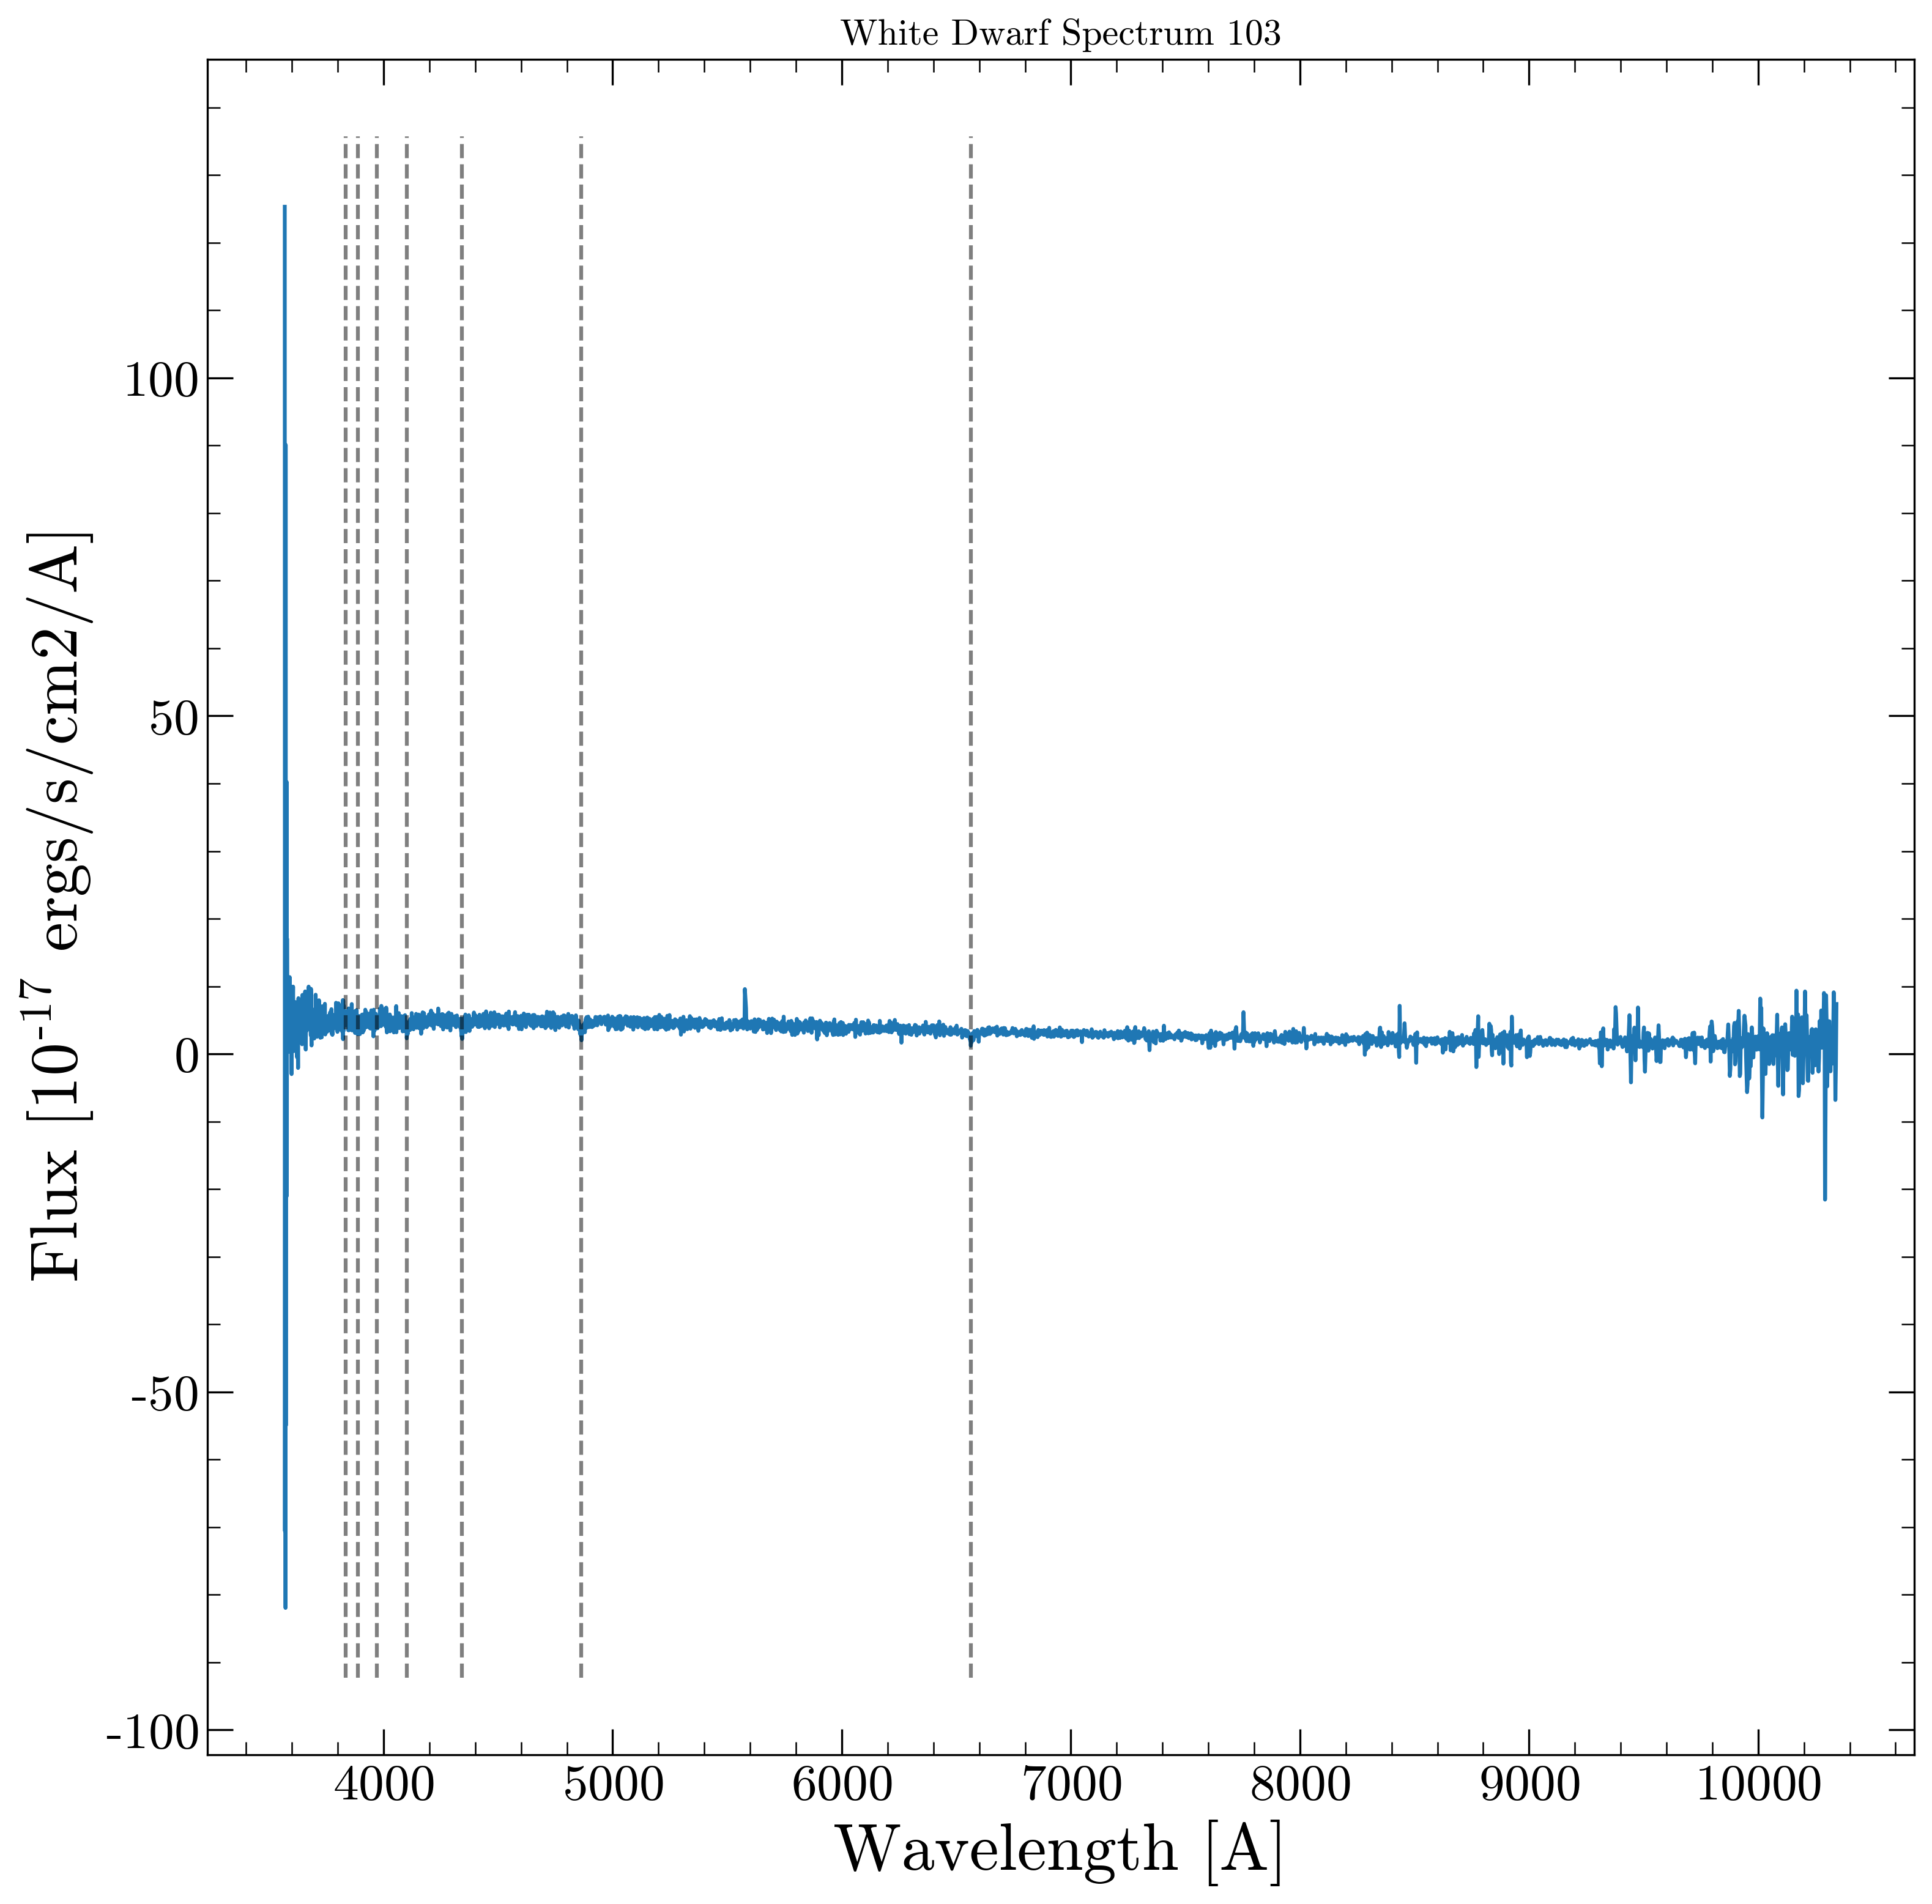 White Dwarf Spectrum 103
Flux [10-17 ergs/s/cm2/A]
100
50
0
-50
-100
4000 5000 6000 7000 8000 9000 10000
Wavelength [A]